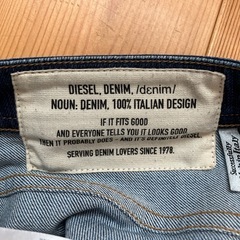 DIESEL, DENIM, /dɛnim/
NOUN: DENIM, 100% ITALIAN DESIGN
IF IT FITS GOOD
AND EVERYONE TELLS YOU IT LOOKS GOOD
THEN IT PROBABLY DOES - AND IT'S DEFINITELY DIESEL
SERVING DENIM LOVERS SINCE 1978.